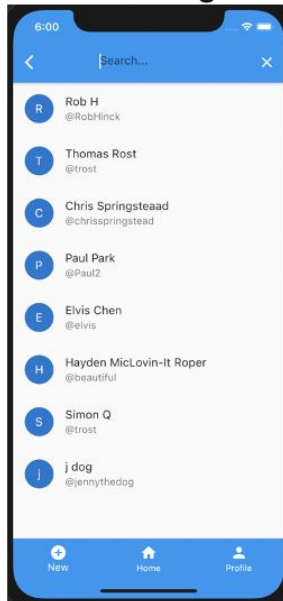 6:00
Search...
R
Rob H
@RobHinck
T
Thomas Rost
@trost
C
Chris Springsteaad
@chrisspringstead
P
Paul Park
@Paul2
E
Elvis Chen
@elvis
H
Hayden MicLovin-It Roper
@beautiful
S
Simon Q
@trost
j
j dog
@jennythedog
New Home Profile